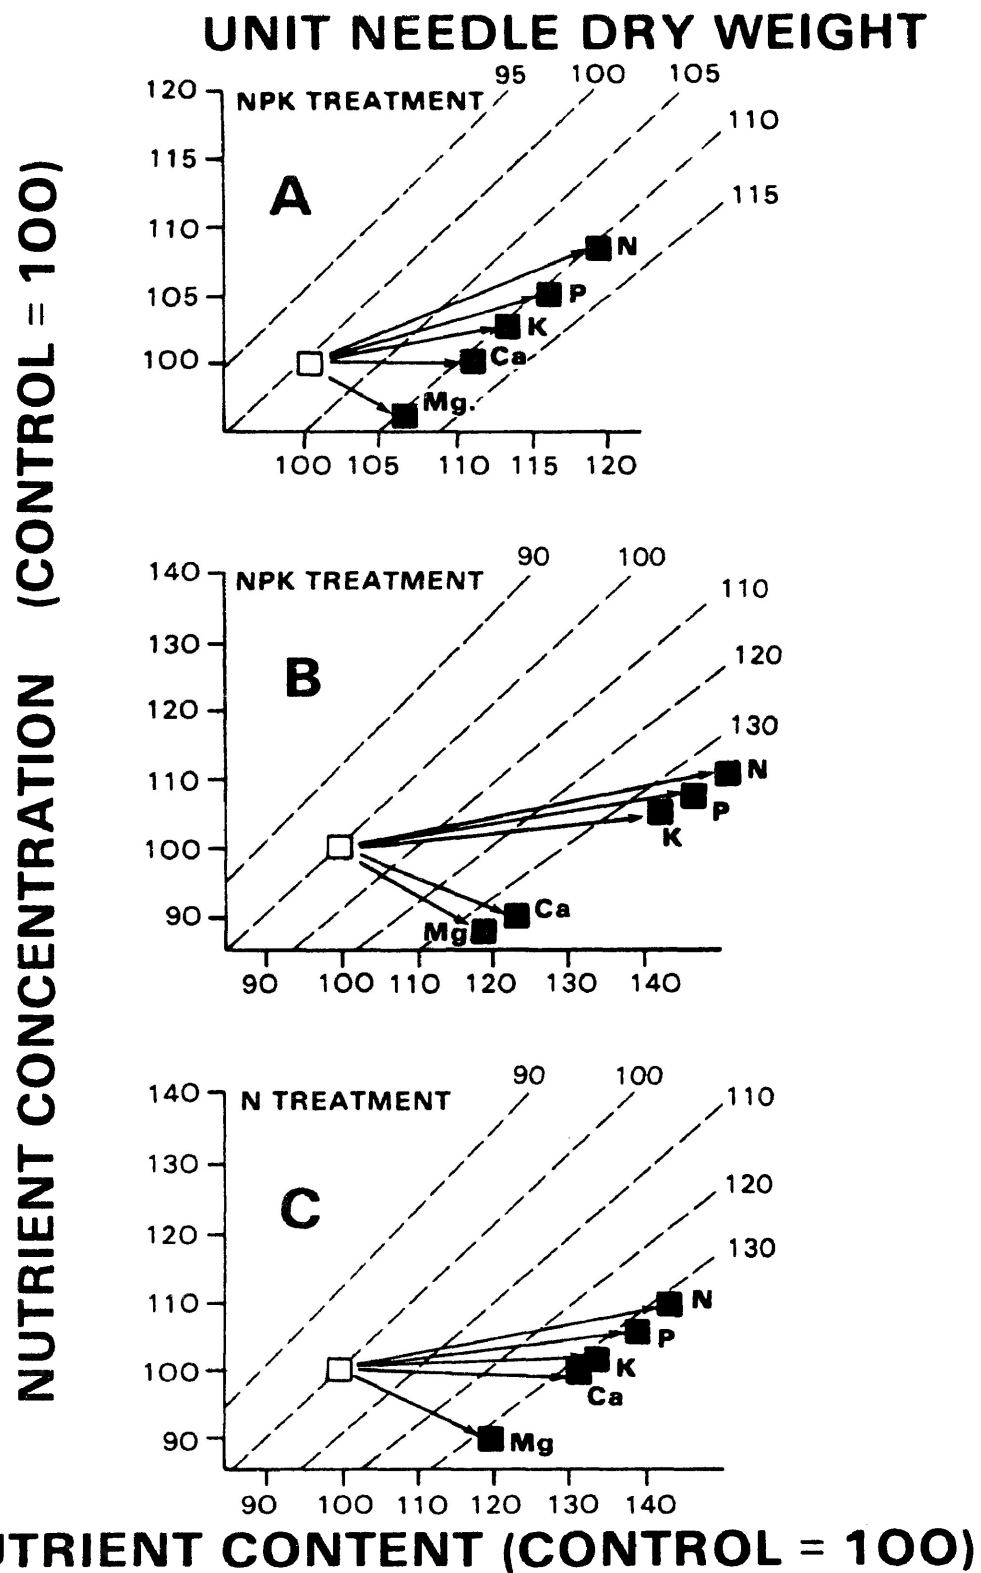 UNIT NEEDLE DRY WEIGHT
NUTRIENT CONCENTRATION (CONTROL = 100)
95 100 105
120 NPK TREATMENT
110
115
115
A
110
N
105
P
K
100
Ca
Mg.
100 105 110 115 120
90 100
140 NPK TREATMENT
110
130
120
B
120
130
110
N
P
K
100
90
Ca
Mg
90 100 110 120 130 140
90 100
140 N TREATMENT
110
130
120
C
120
130
110
N
P
100
K
Ca
90
Mg
90 100 110 120 130 140
UTRIENT CONTENT (CONTROL = 100)